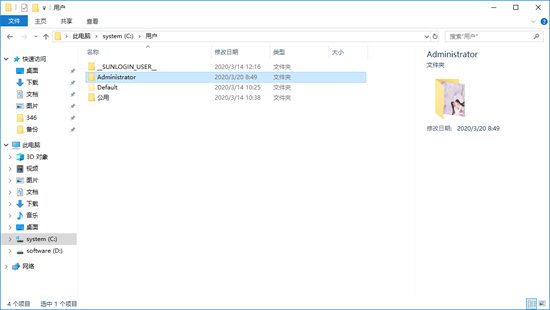 用户
文件 主页 共享 查看
此电脑 › system (C:) › 用户
搜索"用户"
名称 修改日期 类型 大小
__SUNLOGIN_USER__ 2020/3/14 12:16 文件夹
Administrator 2020/3/20 8:49 文件夹
Default 2020/3/14 10:25 文件夹
公用 2020/3/14 10:38 文件夹
快速访问
桌面
下载
文档
图片
346
备份
此电脑
3D 对象
视频
图片
文档
下载
音乐
桌面
system (C:)
software (D:)
网络
Administrator
文件夹
修改日期: 2020/3/20 8:49
4 个项目 选中 1 个项目